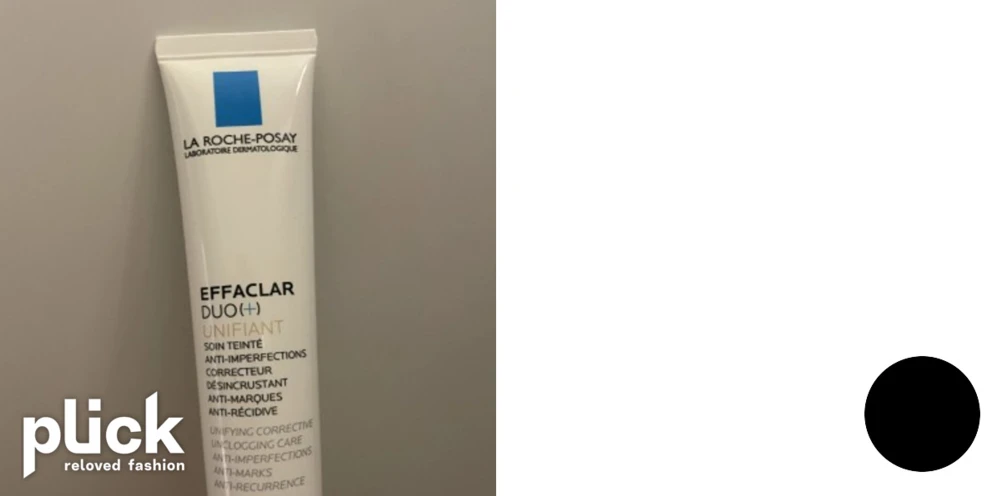 LA ROCHE-POSAY
LABORATOIRE DERMATOLOGIQUE
EFFACLAR
DUO(+)
UNIFIANT
SOIN TEINTÉ
ANTI-IMPERFECTIONS
CORRECTEUR
DÉSINCRUSTANT
ANTI-MARQUES
ANTI-RÉCIDIVE
UNIFYING CORRECTIVE
UNCLOGGING CARE
ANTI-IMPERFECTIONS
ANTI-MARKS
ANTI-RECURRENCE
plick
reloved fashion